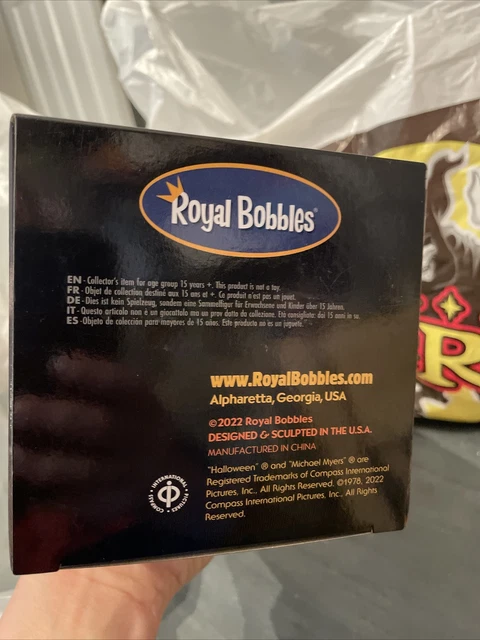 Royal Bobbles®
EN - Collector's item for age group 15 years +. This product is not a toy.
FR - Objet de collection destiné aux 15 ans et +. Ce produit n'est pas un jouet.
DE - Dies ist kein Spielzeug, sondern eine Sammelfigur für Erwachsene und Kinder über 15 Jahren.
IT - Questo articolo non è un giocattolo ma un prov dotto da collezione. Età consigliata: dai 15 anni in su.
ES - Objeto de colección para mayores de 15 años. Este producto no es un juguete.
www.RoyalBobbles.com
Alpharetta, Georgia, USA
©2022 Royal Bobbles
DESIGNED & SCULPTED IN THE U.S.A.
MANUFACTURED IN CHINA
"Halloween" ® and "Michael Myers" ® are
Registered Trademarks of Compass International
Pictures, Inc., All Rights Reserved. ©1978, 2022
Compass International Pictures, Inc., All Rights
Reserved.
COMPASS • INTERNATIONAL • PICTURES